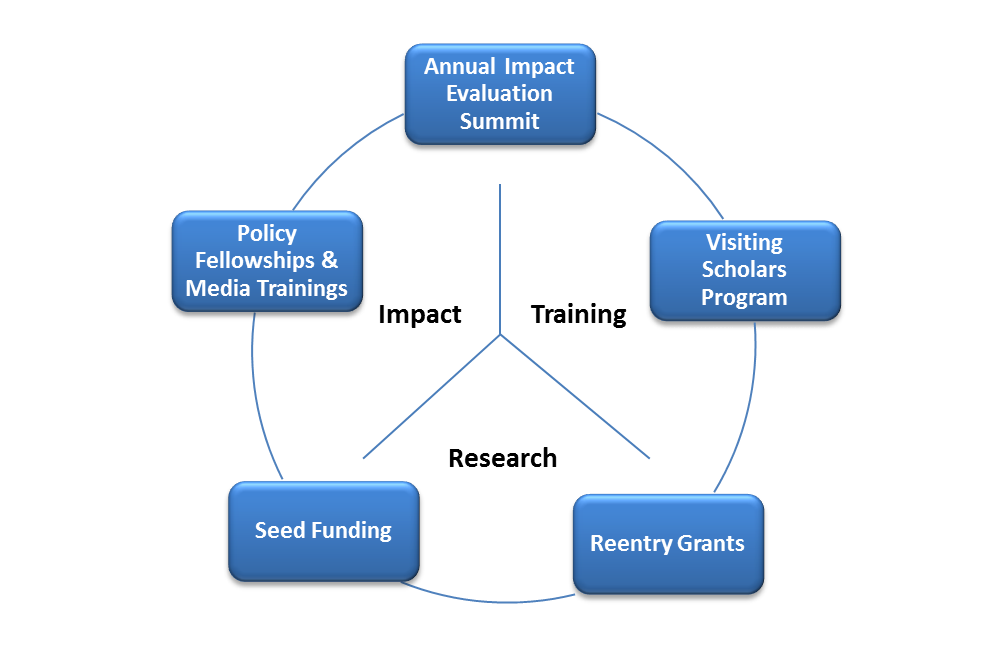 Annual Impact
Evaluation
Summit
Policy
Fellowships &
Media Trainings
Visiting
Scholars
Program
Impact
Training
Research
Seed Funding
Reentry Grants